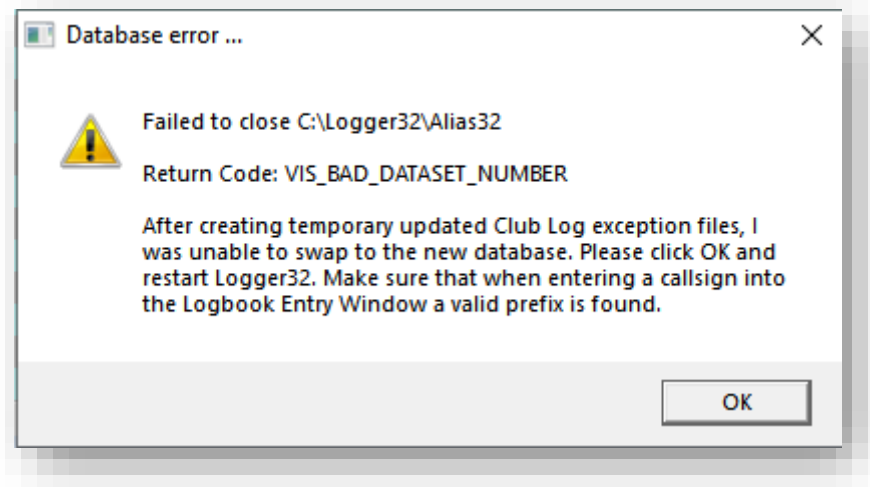 Database error ...
Failed to close C:\Logger32\Alias32
Return Code: VIS_BAD_DATASET_NUMBER
After creating temporary updated Club Log exception files, I
was unable to swap to the new database. Please click OK and
restart Logger32. Make sure that when entering a callsign into
the Logbook Entry Window a valid prefix is found.
OK